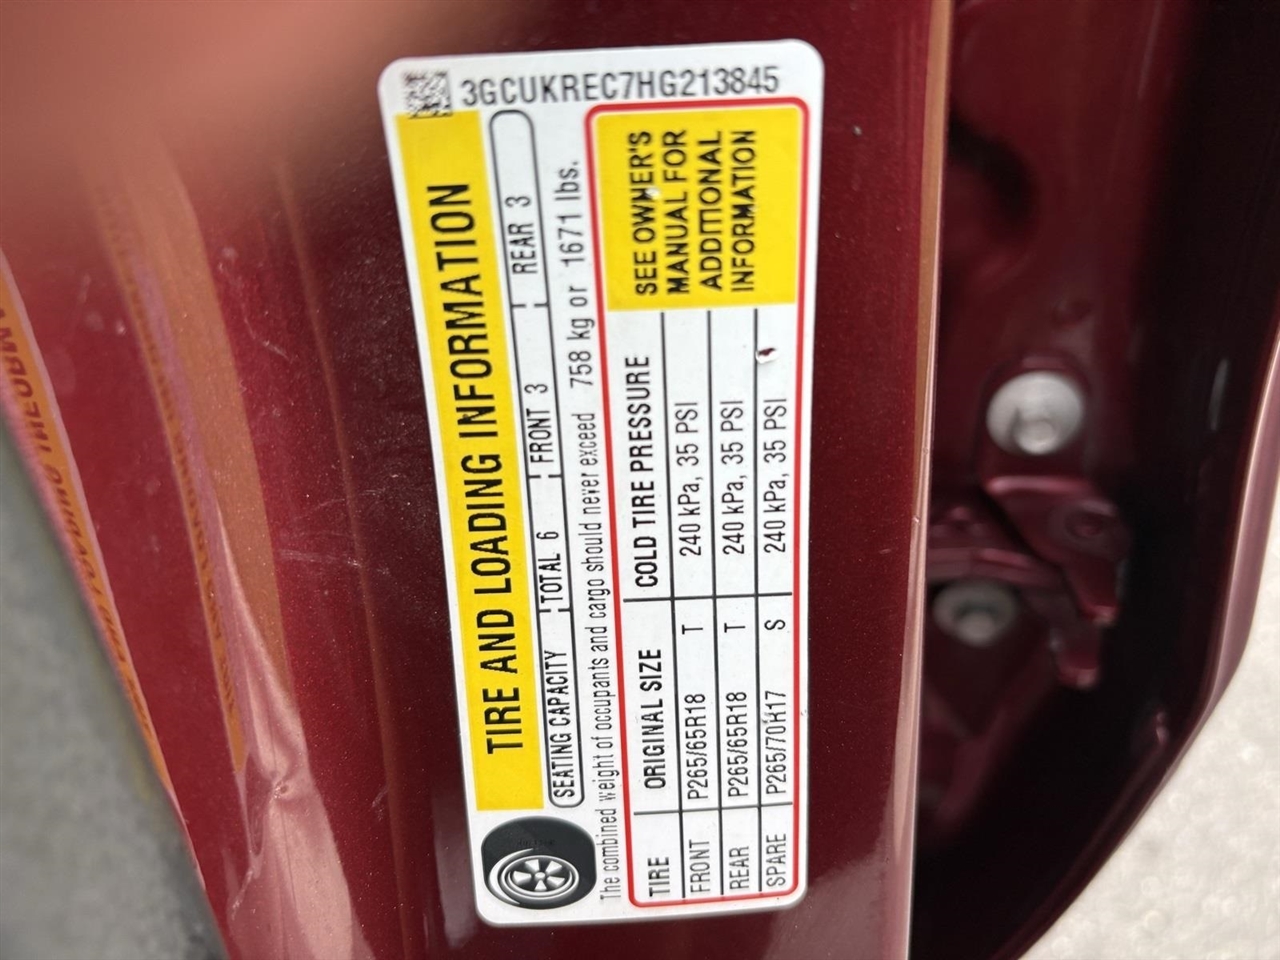 3GCUKREC7HG213845
TIRE AND LOADING INFORMATION
SEATING CAPACITY TOTAL 6 FRONT 3 REAR 3
The combined weight of occupants and cargo should never exceed 758 kg or 1671 lbs.
TIRE ORIGINAL SIZE COLD TIRE PRESSURE
FRONT P265/65R18 T 240 kPa, 35 PSI
REAR P265/65R18 T 240 kPa, 35 PSI
SPARE P265/70R17 S 240 kPa, 35 PSI
SEE OWNER'S
MANUAL FOR
ADDITIONAL
INFORMATION